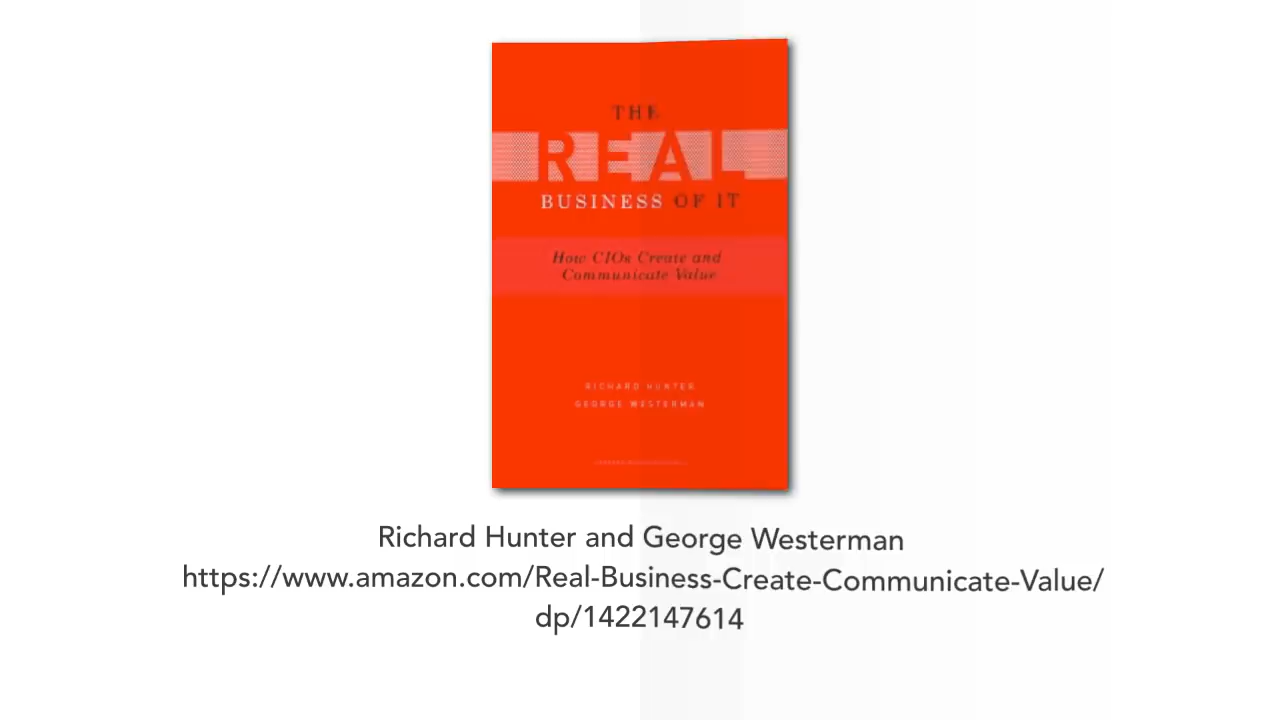 THE
REAL
BUSINESS OF IT
How CIOs Create and
Communicate Value
RICHARD HUNTER
GEORGE WESTERMAN
Richard Hunter and George Westerman
https://www.amazon.com/Real-Business-Create-Communicate-Value/
dp/1422147614